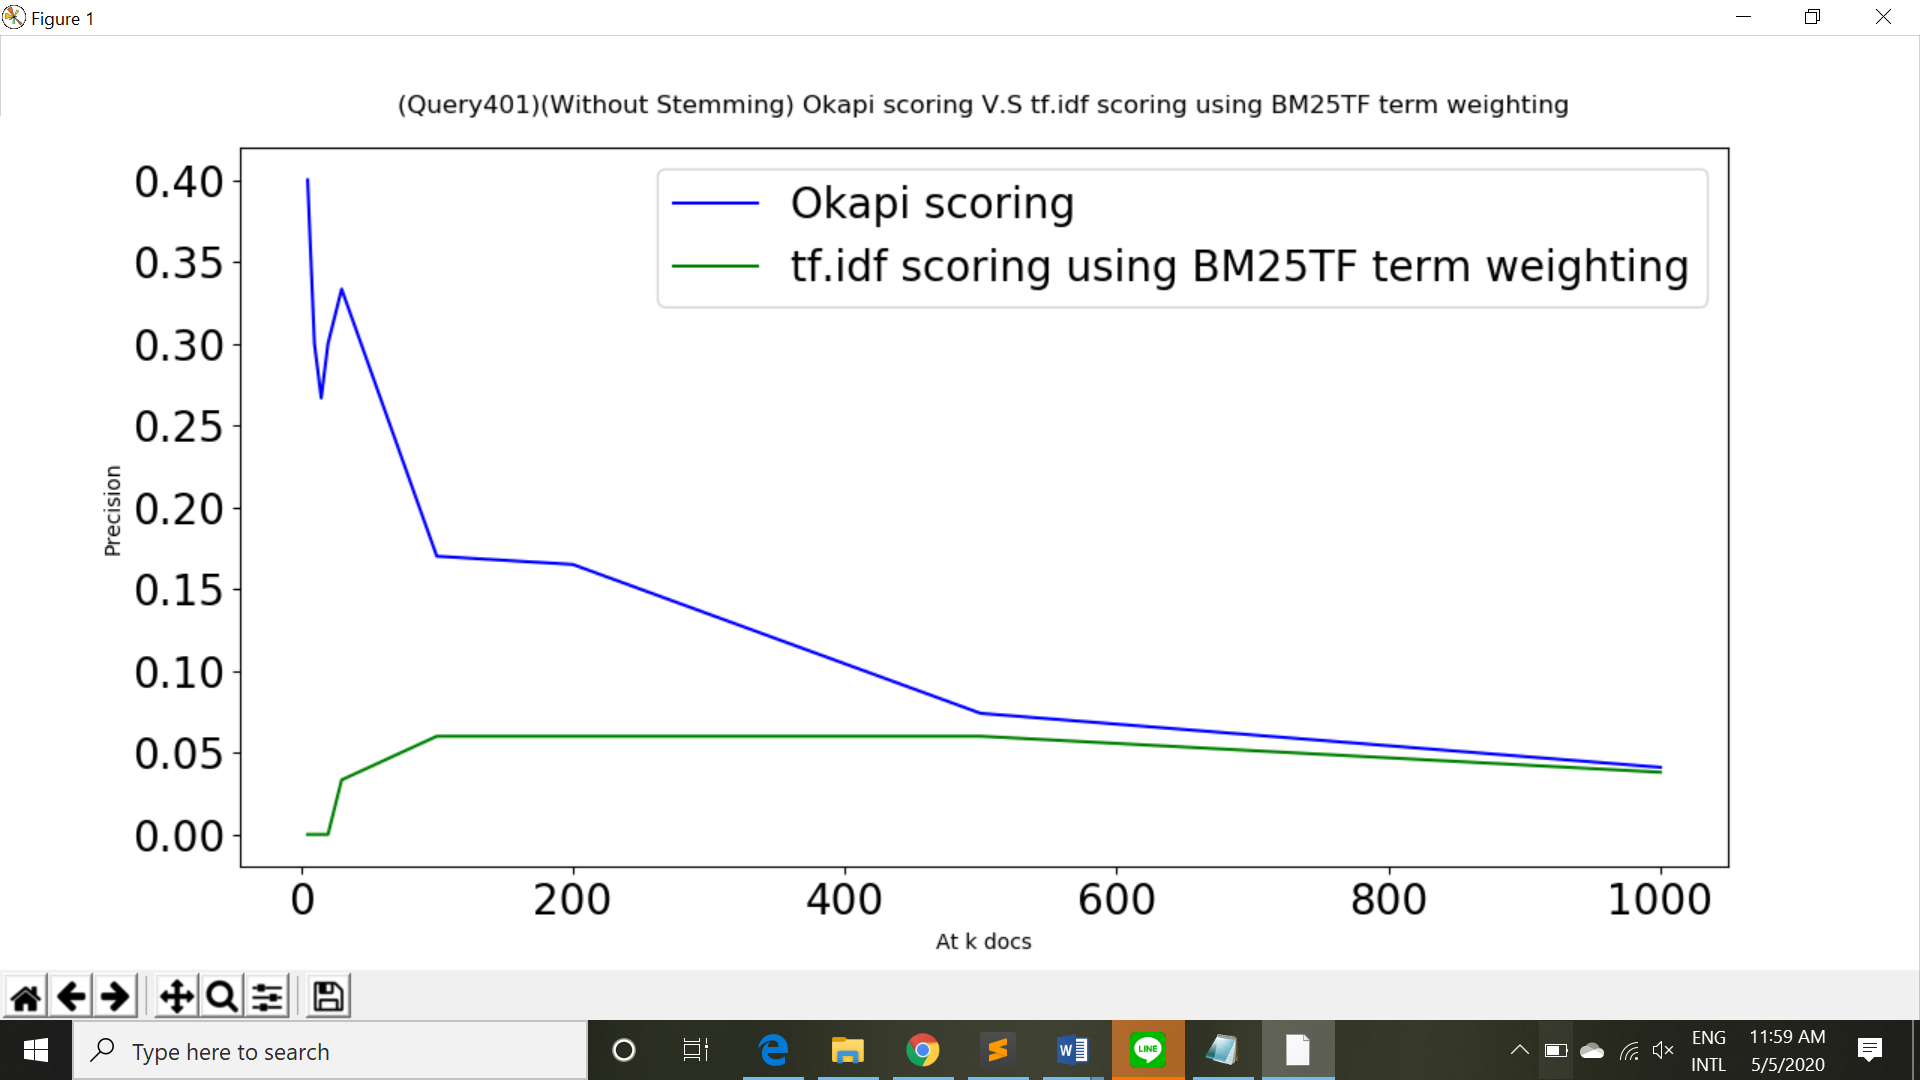 Figure 1
(Query401)(Without Stemming) Okapi scoring V.S tf.idf scoring using BM25TF term weighting
Okapi scoring
tf.idf scoring using BM25TF term weighting
0.40
0.35
0.30
0.25
0.20
0.15
0.10
0.05
0.00
Precision
0 200 400 600 800 1000
At k docs
Type here to search
W
LINE
ENG
INTL
11:59 AM
5/5/2020